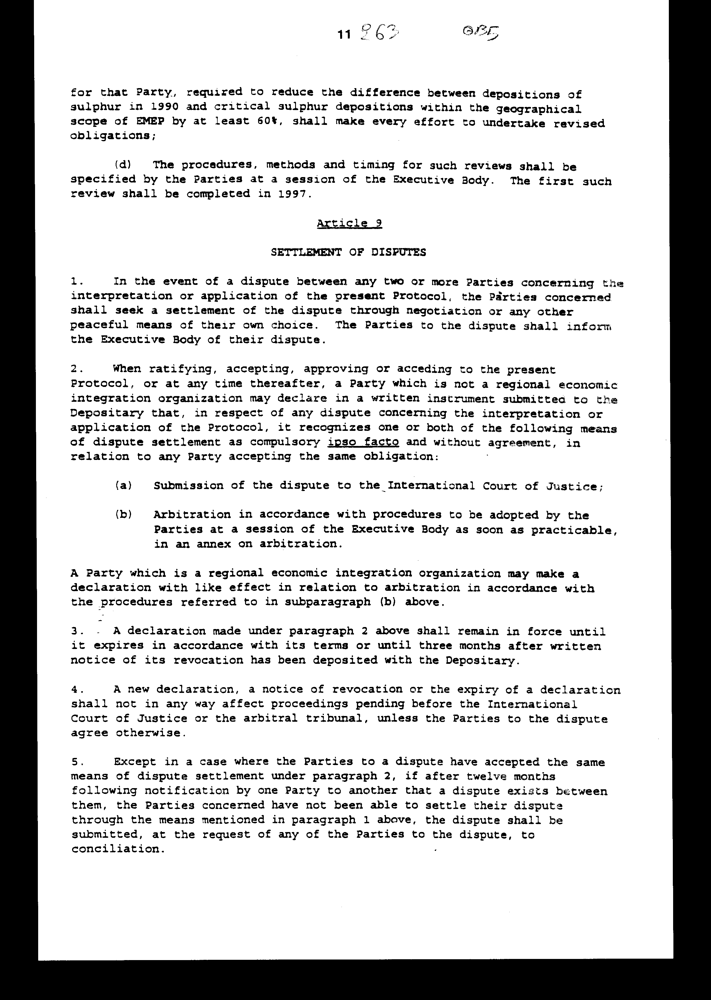 11 263
for that Party, required to reduce the difference between depositions of
sulphur in 1990 and critical sulphur depositions within the geographical
scope of EMEP by at least 60%, shall make every effort to undertake revised
obligations;
(d) The procedures, methods and timing for such reviews shall be
specified by the Parties at a session of the Executive Body. The first such
review shall be completed in 1997.
Article 9
SETTLEMENT OF DISPUTES
1. In the event of a dispute between any two or more Parties concerning the
interpretation or application of the present Protocol, the Parties concerned
shall seek a settlement of the dispute through negotiation or any other
peaceful means of their own choice. The Parties to the dispute shall inform
the Executive Body of their dispute.
2. When ratifying, accepting, approving or acceding to the present
Protocol, or at any time thereafter, a Party which is not a regional economic
integration organization may declare in a written instrument submitted to the
Depositary that, in respect of any dispute concerning the interpretation or
application of the Protocol, it recognizes one or both of the following means
of dispute settlement as compulsory ipso facto and without agreement, in
relation to any Party accepting the same obligation:
(a) Submission of the dispute to the International Court of Justice;
(b) Arbitration in accordance with procedures to be adopted by the
Parties at a session of the Executive Body as soon as practicable,
in an annex on arbitration.
A Party which is a regional economic integration organization may make a
declaration with like effect in relation to arbitration in accordance with
the procedures referred to in subparagraph (b) above.
3. A declaration made under paragraph 2 above shall remain in force until
it expires in accordance with its terms or until three months after written
notice of its revocation has been deposited with the Depositary.
4. A new declaration, a notice of revocation or the expiry of a declaration
shall not in any way affect proceedings pending before the International
Court of Justice or the arbitral tribunal, unless the Parties to the dispute
agree otherwise.
5. Except in a case where the Parties to a dispute have accepted the same
means of dispute settlement under paragraph 2, if after twelve months
following notification by one Party to another that a dispute exists between
them, the Parties concerned have not been able to settle their dispute
through the means mentioned in paragraph 1 above, the dispute shall be
submitted, at the request of any of the Parties to the dispute, to
conciliation.